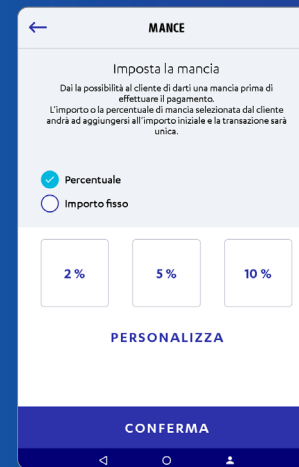 MANCE
Imposta la mancia
Dai la possibilità al cliente di darti una mancia prima di
effettuare il pagamento.
L'importo o la percentuale di mancia selezionata dal cliente
andrà ad aggiungersi all'importo iniziale e la transazione sarà
unica.
Percentuale
Importo fisso
2 % 5 % 10 %
PERSONALIZZA
CONFERMA